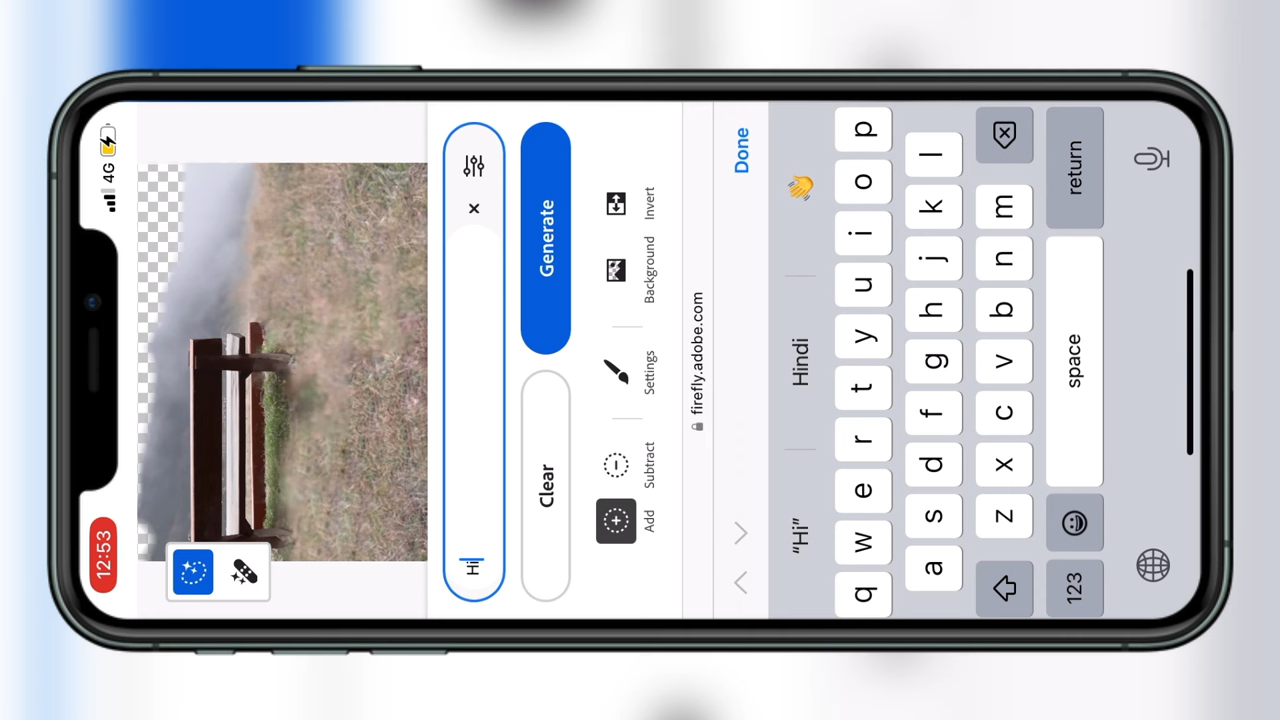 12:53 4G
Hi ×
Clear Generate
Add Subtract Settings Background Invert
firefly.adobe.com
Done
“Hi” Hindi 👋
q w e r t y u i o p
a s d f g h j k l
z x c v b n m
123 space return